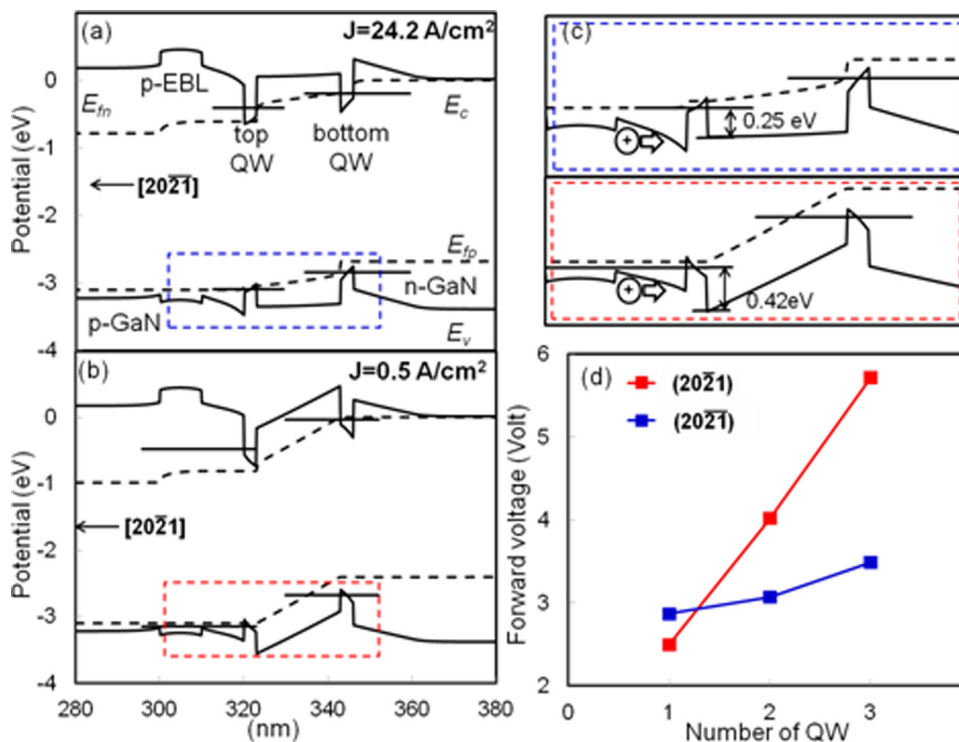 (a)
J=24.2 A/cm²
p-EBL
E_fn
E_c
top
QW
bottom
QW
[202̅1̅]
E_fp
n-GaN
p-GaN
E_v
Potential (eV)
0
-1
-2
-3
-4
(b)
J=0.5 A/cm²
[202̅1]
Potential (eV)
0
-1
-2
-3
-4
280
300
320
340
360
380
(nm)
(c)
0.25 eV
+
0.42eV
+
(d)
(202̅1)
(202̅1̅)
Forward voltage (Volt)
6
5
4
3
2
0
1
2
3
Number of QW